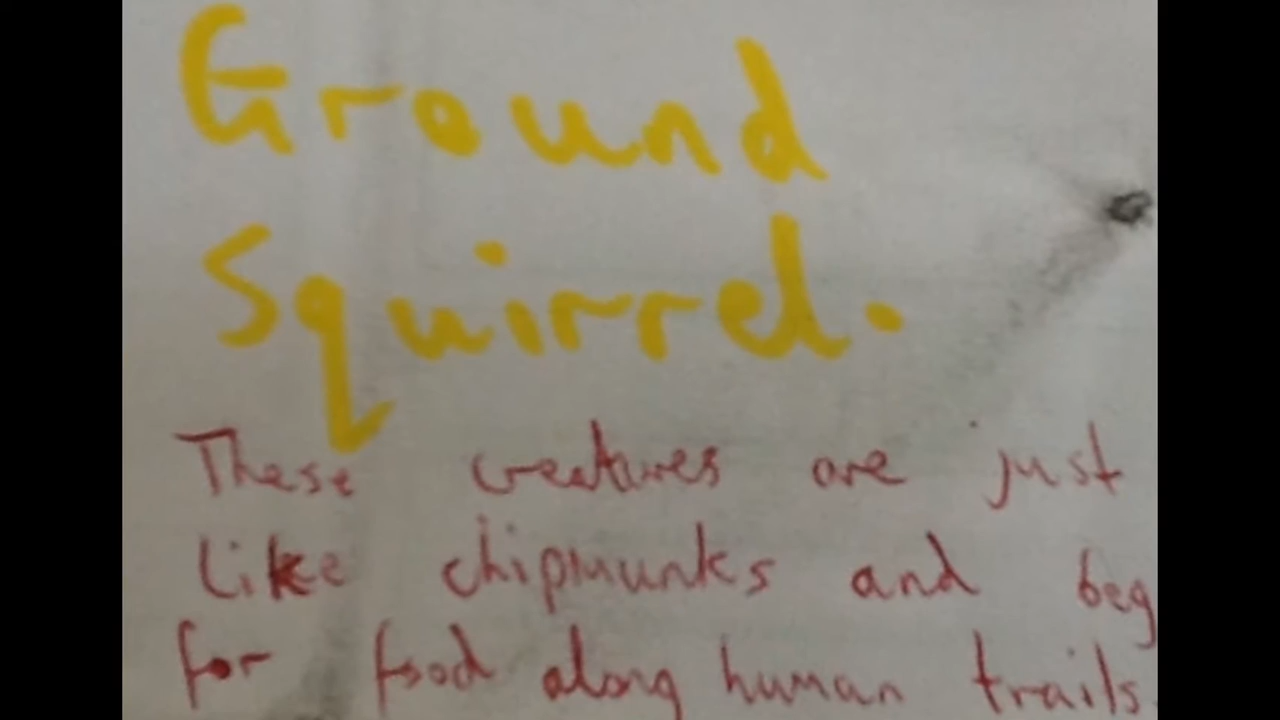 Ground
Squirrel.
These creatures are just
like chipmunks and beg
for food along human trails.